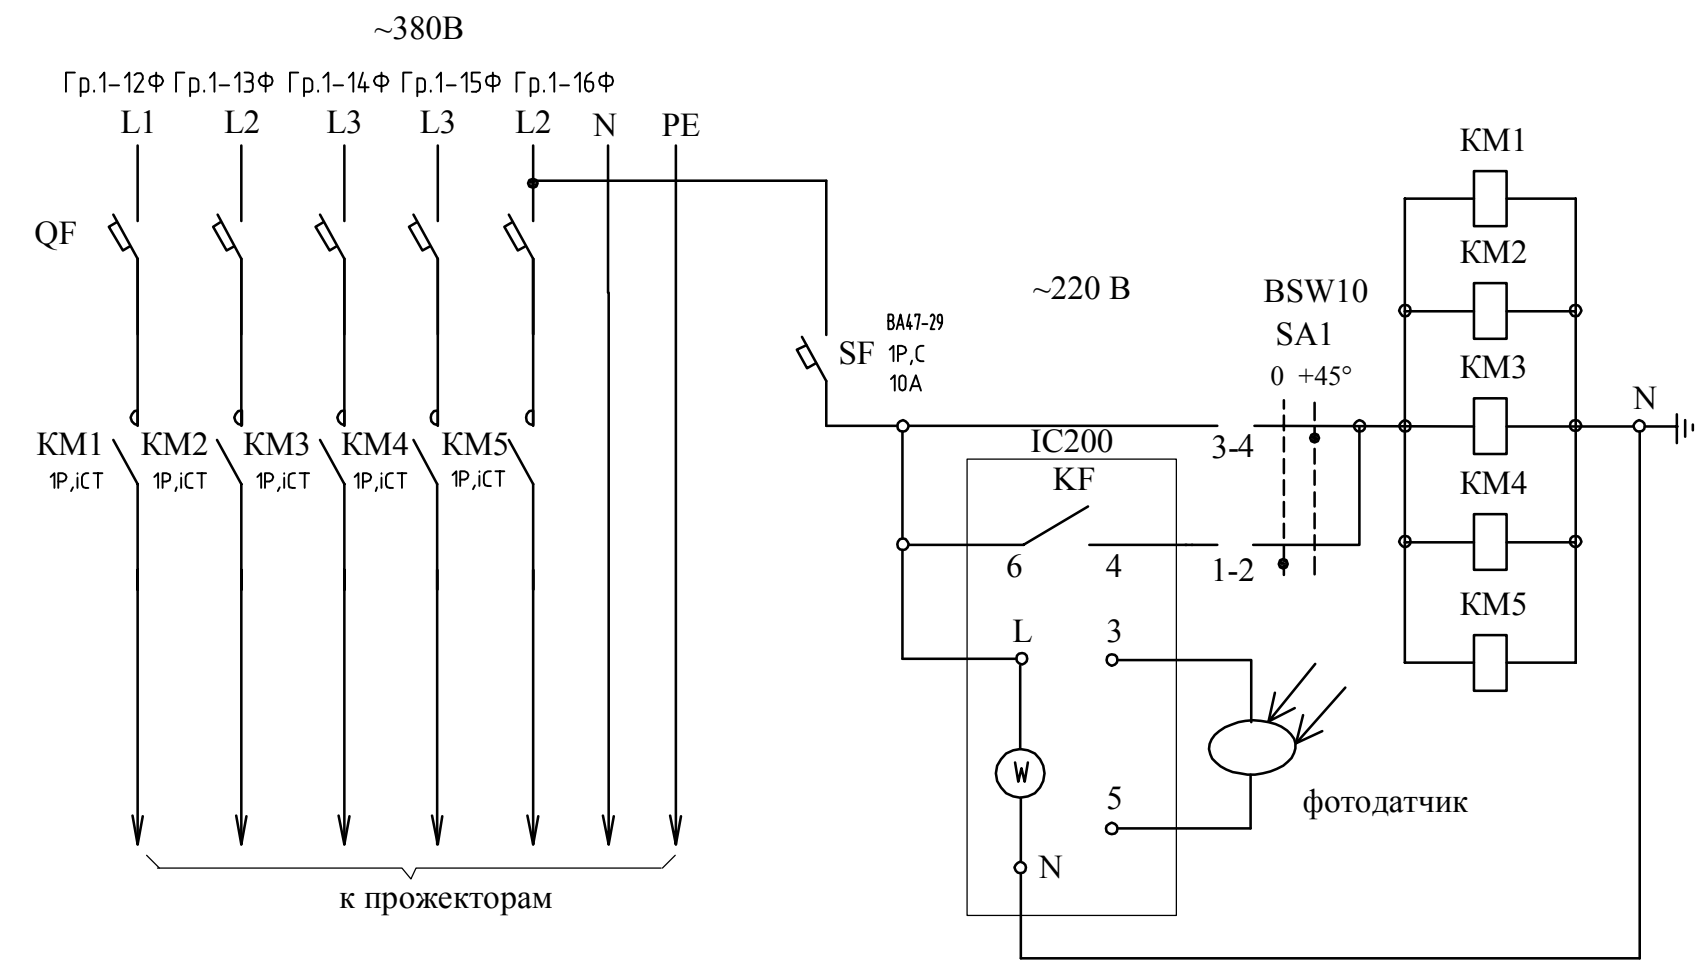 ~380В
Гр.1-12Ф Гр.1-13Ф Гр.1-14Ф Гр.1-15Ф Гр.1-16Ф
L1 L2 L3 L3 L2 N PE
QF
КМ1 КМ2 КМ3 КМ4 КМ5
1P,iCT 1P,iCT 1P,iCT 1P,iCT 1P,iCT
к прожекторам
SF
ВА47-29
1P,C
10А
~220 В
BSW10
SA1
0 +45°
3-4
IC200
KF
6 4
1-2
L 3
W
5
N
фотодатчик
КМ1
КМ2
КМ3
КМ4
КМ5
N